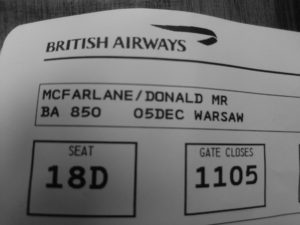 BRITISH AIRWAYS
MCFARLANE/DONALD MR
BA 850 05DEC WARSAW
SEAT GATE CLOSES
18D 1105